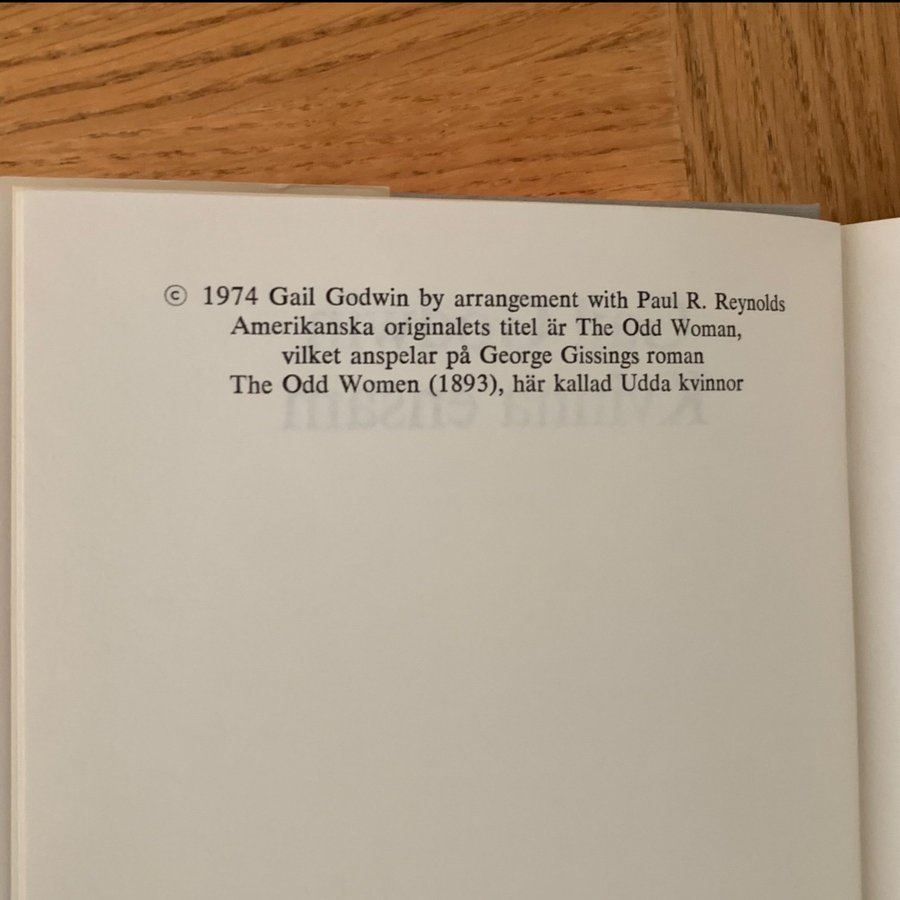 © 1974 Gail Godwin by arrangement with Paul R. Reynolds
Amerikanska originalets titel är The Odd Woman,
vilket anspelar på George Gissings roman
The Odd Women (1893), här kallad Udda kvinnor